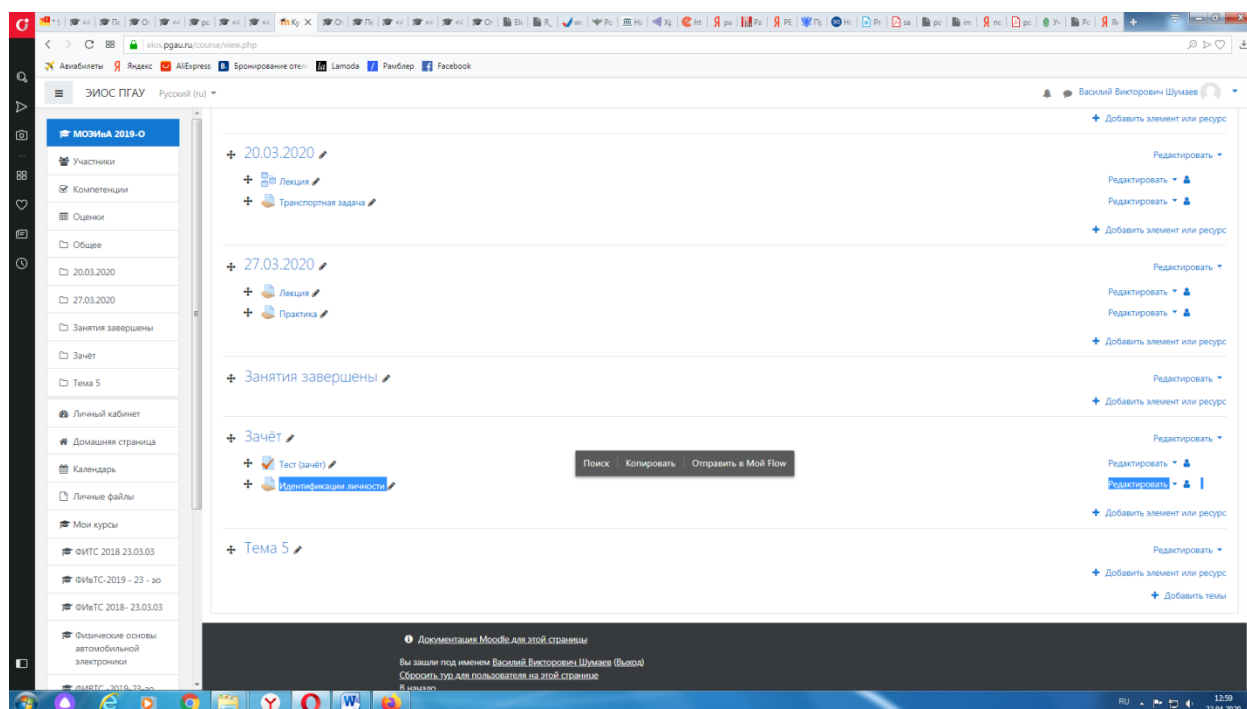 eios.pgau.ru/course/view.php
Авиабилеты Яндекс AliExpress Бронирование отел Lamoda Рамблер Facebook
ЭИОС ПГАУ Русский (ru)
Василий Викторович Шумаев
МОЭИвА 2019-О
Участники
Компетенции
Оценки
Общее
20.03.2020
27.03.2020
Занятия завершены
Зачёт
Тема 5
Личный кабинет
Домашняя страница
Календарь
Личные файлы
Мои курсы
ФИТС 2018 23.03.03
ФИвТС-2019 - 23 - зо
ФИвТС 2018- 23.03.03
Физические основы
автомобильной
электроники
Добавить элемент или ресурс
20.03.2020 Редактировать
Лекция Редактировать
Транспортная задача Редактировать
Добавить элемент или ресурс
27.03.2020 Редактировать
Лекция Редактировать
Практика Редактировать
Добавить элемент или ресурс
Занятия завершены Редактировать
Добавить элемент или ресурс
Зачёт Редактировать
Тест (зачёт) Редактировать
Поиск Копировать Отправить в Мой Flow
Идентификации личности Редактировать
Добавить элемент или ресурс
Тема 5 Редактировать
Добавить элемент или ресурс
Добавить темы
Документация Moodle для этой страницы
Вы зашли под именем Василий Викторович Шумаев (Выход)
Сбросить тур для пользователя на этой странице
В начало
RU 12:59